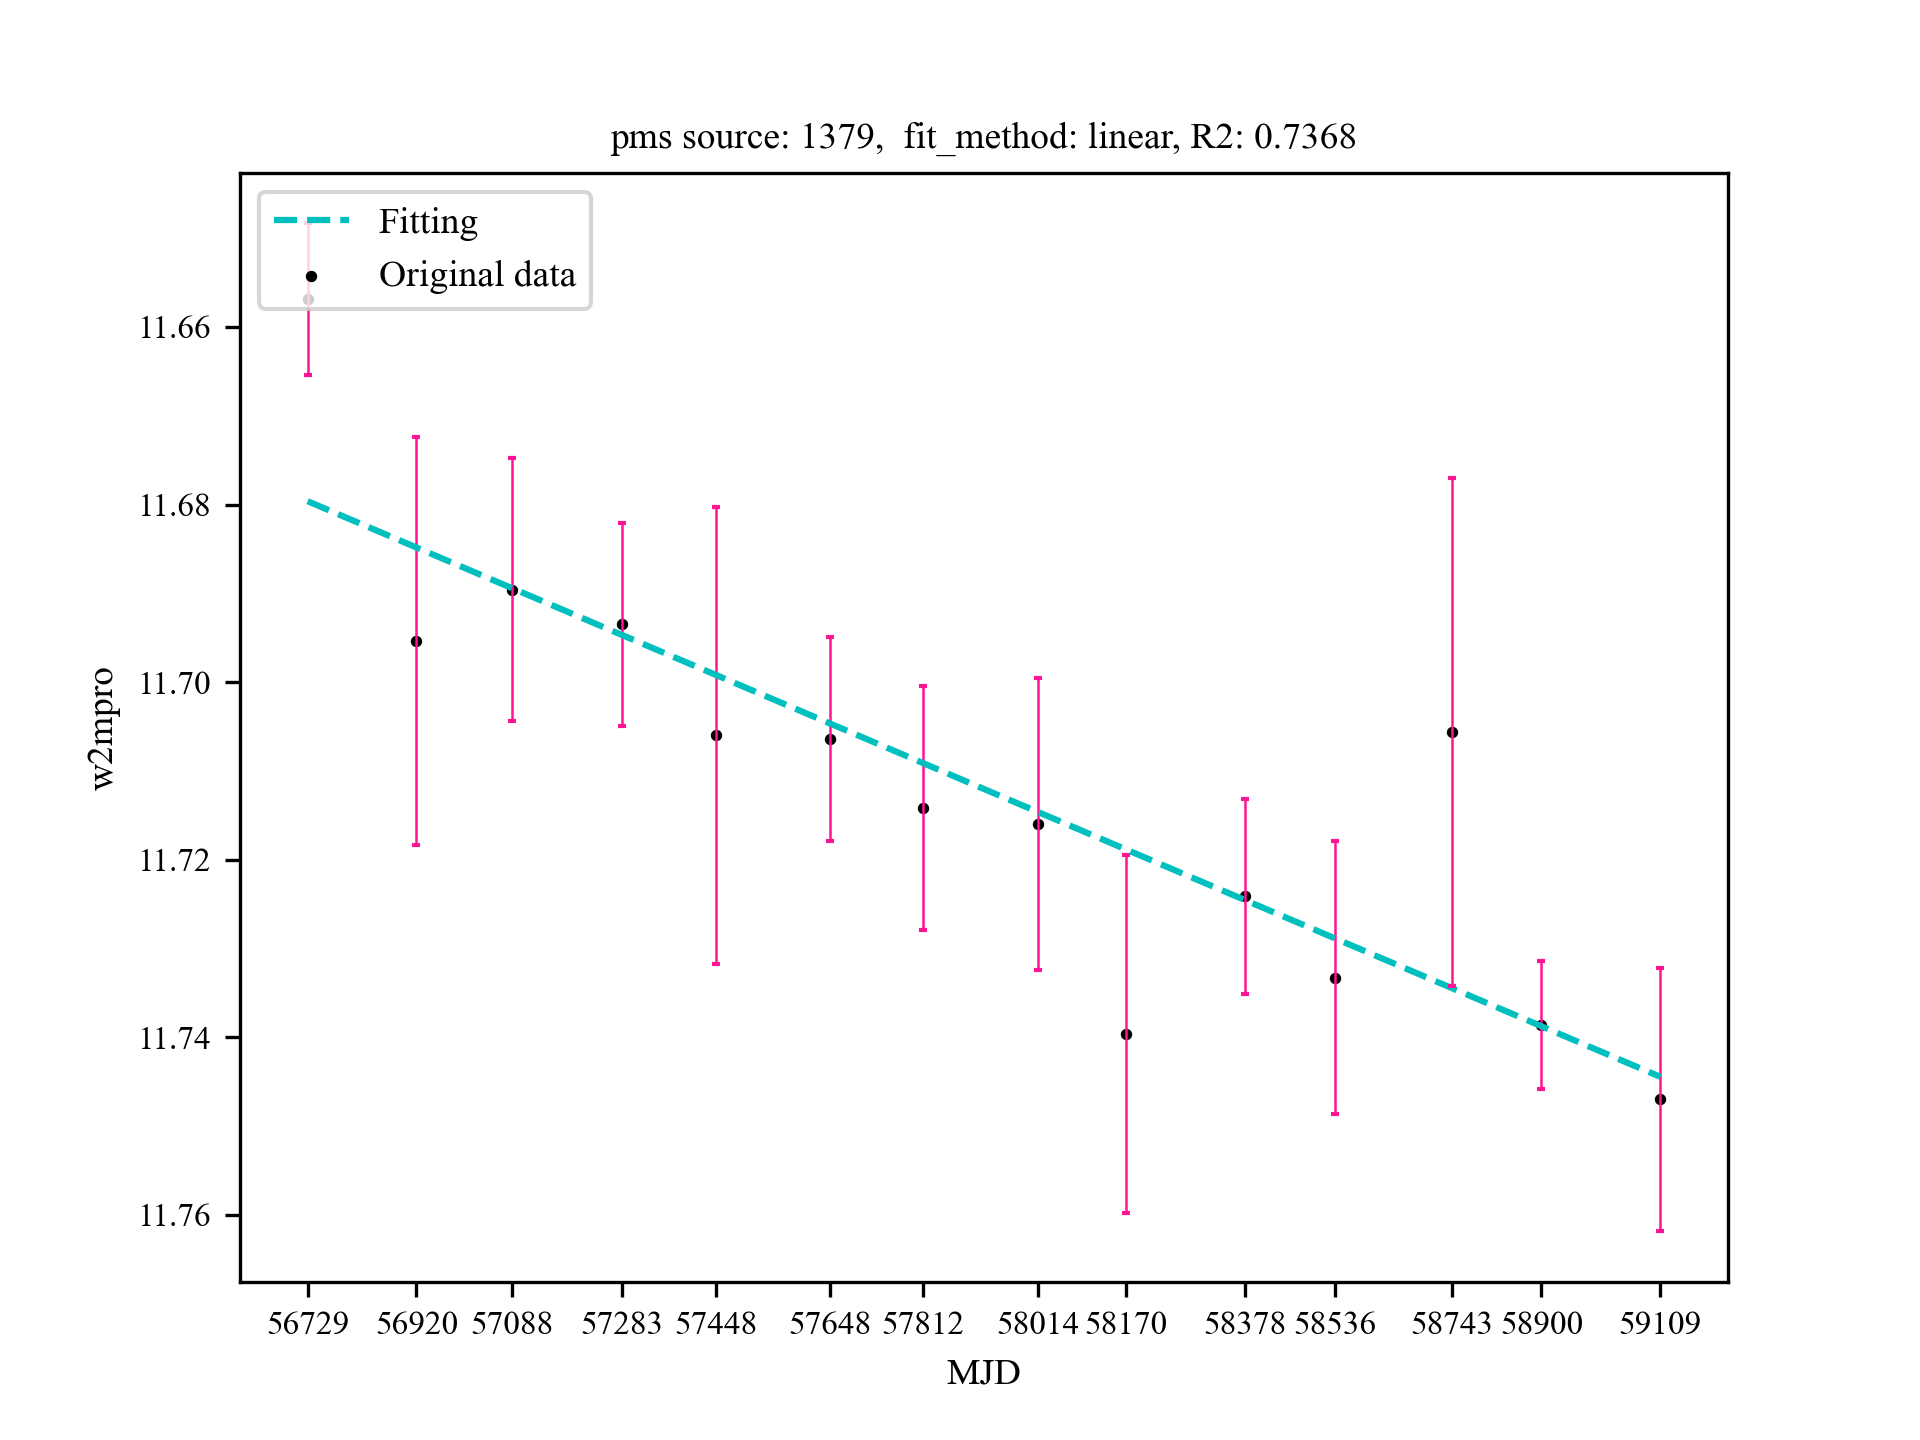 pms source: 1379,  fit_method: linear, R2: 0.7368
Fitting
Original data
11.66
11.68
11.70
11.72
11.74
11.76
w2mpro
56729 56920 57088 57283 57448 57648 57812 58014 58170 58378 58536 58743 58900 59109
MJD